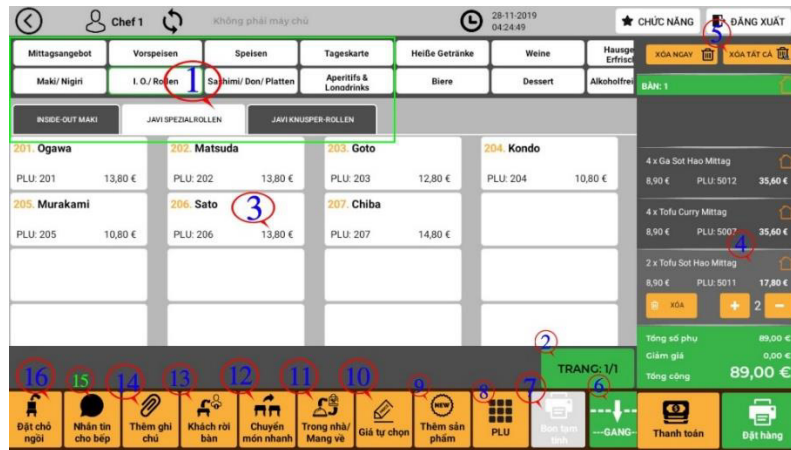 Chef 1
Không phải máy chủ
28-11-2019
04:24:49
CHỨC NĂNG
ĐĂNG XUẤT
Mittagsangebot
Vorspeisen
Speisen
Tageskarte
Heiße Getränke
Weine
Hausge
Erfrisc
5
XÓA NGAY
XÓA TẤT CẢ
Maki/ Nigiri
I. O./ Rollen
1
Sashimi/ Don/ Platten
Aperitifs &
Lonodrinks
Biere
Dessert
Alkoholfrei
BÀN: 1
INSIDE-OUT MAKI
JAVI SPEZIALROLLEN
JAVI KNUSPER-ROLLEN
201. Ogawa
PLU: 201 13,80 €
202. Matsuda
PLU: 202 13,80 €
203. Goto
PLU: 203 12,80 €
204. Kondo
PLU: 204 10,80 €
205. Murakami
PLU: 205 10,80 €
206. Sato
3
PLU: 206 13,80 €
207. Chiba
PLU: 207 14,80 €
4 x Ga Sot Hao Mittag
8,90 € PLU: 5012 35,60 €
4 x Tofu Curry Mittag
8,90 € PLU: 5007 35,60 €
4
2 x Tofu Sot Hao Mittag
8,90 € PLU: 5011 17,80 €
XÓA + 2 −
Tổng số phụ 89,00 €
Giảm giá 0,00 €
Tổng cộng 89,00 €
2
TRANG: 1/1
16
Đặt chỗ
ngồi
15
Nhắn tin
cho bếp
14
Thêm ghi
chú
13
Khách rời
bàn
12
Chuyển
món nhanh
11
Trong nhà/
Mang về
10
Giá tự chọn
9
NEW
Thêm sản
phẩm
8
PLU
7
Bon tạm
tính
6
---GANG---
Thanh toán
Đặt hàng